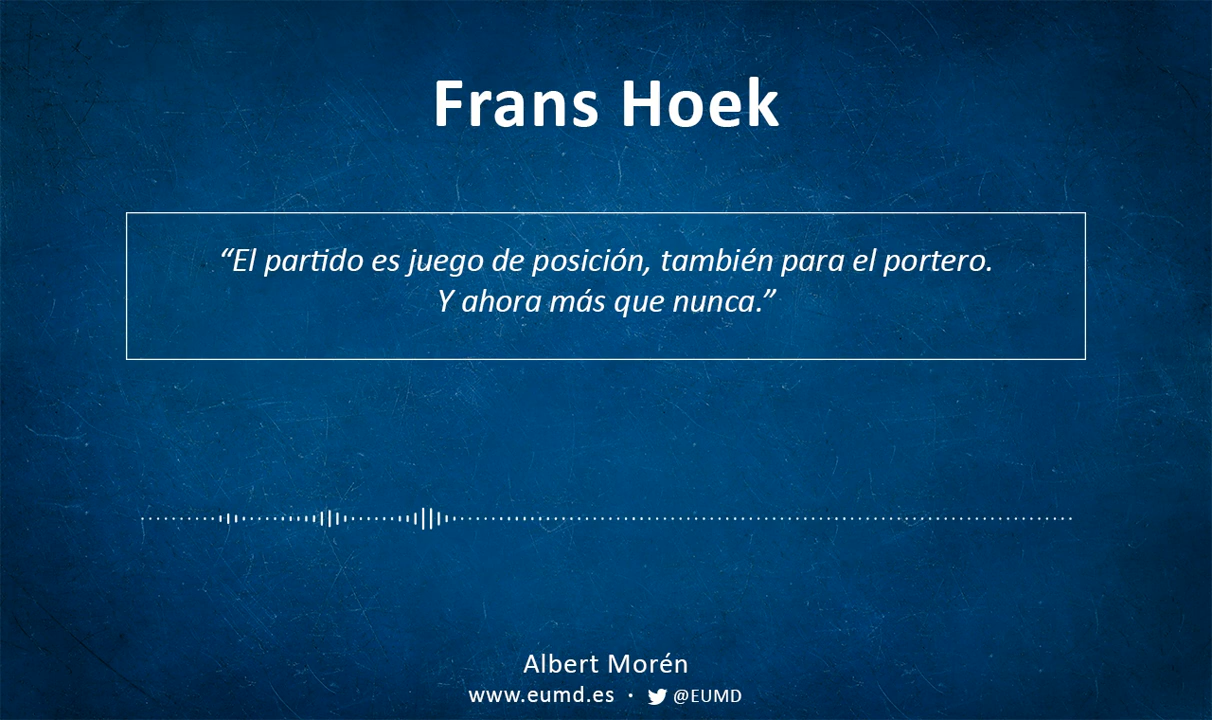 Frans Hoek
“El partido es juego de posición, también para el portero.
Y ahora más que nunca.”
Albert Morén
www.eumd.es · @EUMD